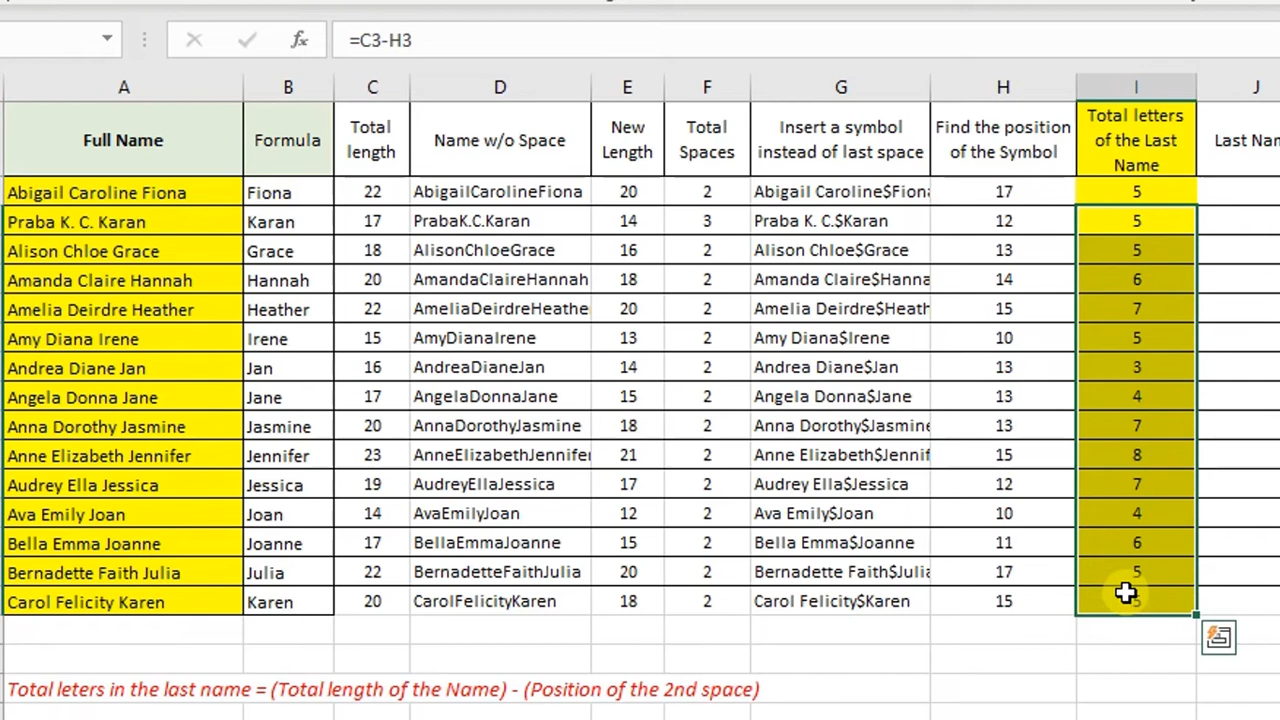 fx =C3-H3
A B C D E F G H I J
Full Name Formula Total length Name w/o Space New Length Total Spaces Insert a symbol instead of last space Find the position of the Symbol Total letters of the Last Name Last Nam
Abigail Caroline Fiona Fiona 22 AbigailCarolineFiona 20 2 Abigail Caroline$Fiona 17 5
Praba K. C. Karan Karan 17 PrabaK.C.Karan 14 3 Praba K. C.$Karan 12 5
Alison Chloe Grace Grace 18 AlisonChloeGrace 16 2 Alison Chloe$Grace 13 5
Amanda Claire Hannah Hannah 20 AmandaClaireHannah 18 2 Amanda Claire$Hanna 14 6
Amelia Deirdre Heather Heather 22 AmeliaDeirdreHeathe 20 2 Amelia Deirdre$Heath 15 7
Amy Diana Irene Irene 15 AmyDianaIrene 13 2 Amy Diana$Irene 10 5
Andrea Diane Jan Jan 16 AndreaDianeJan 14 2 Andrea Diane$Jan 13 3
Angela Donna Jane Jane 17 AngelaDonnaJane 15 2 Angela Donna$Jane 13 4
Anna Dorothy Jasmine Jasmine 20 AnnaDorothyJasmine 18 2 Anna Dorothy$Jasmine 13 7
Anne Elizabeth Jennifer Jennifer 23 AnneElizabethJennifer 21 2 Anne Elizabeth$Jennif 15 8
Audrey Ella Jessica Jessica 19 AudreyEllaJessica 17 2 Audrey Ella$Jessica 12 7
Ava Emily Joan Joan 14 AvaEmilyJoan 12 2 Ava Emily$Joan 10 4
Bella Emma Joanne Joanne 17 BellaEmmaJoanne 15 2 Bella Emma$Joanne 11 6
Bernadette Faith Julia Julia 22 BernadetteFaithJulia 20 2 Bernadette Faith$Julia 17 5
Carol Felicity Karen Karen 20 CarolFelicityKaren 18 2 Carol Felicity$Karen 15 5
Total leters in the last name = (Total length of the Name) - (Position of the 2nd space)